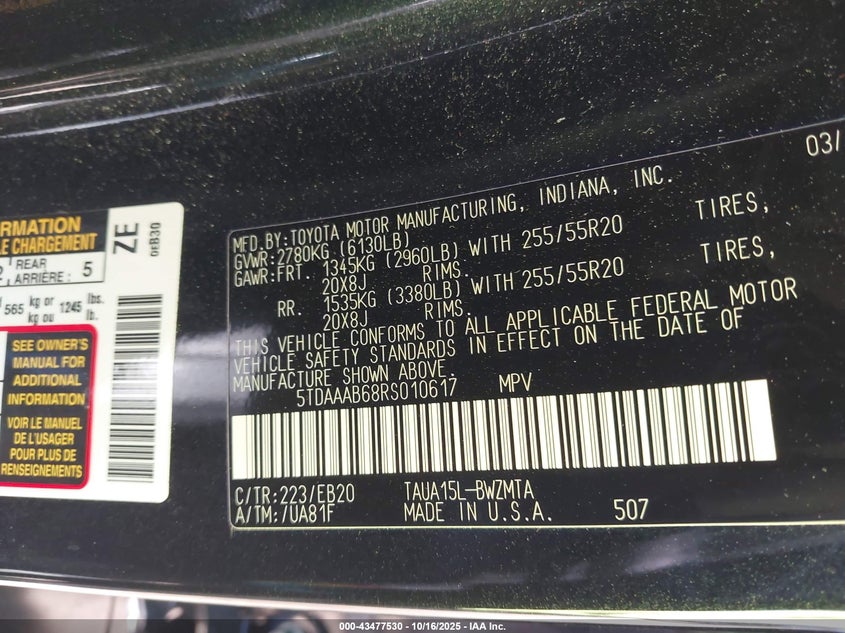 03/
MFD.BY:TOYOTA MOTOR MANUFACTURING, INDIANA, INC.
GVWR:2780KG (6130LB)
GAWR:FRT. 1345KG (2960LB) WITH 255/55R20 TIRES,
20X8J RIMS.
RR. 1535KG (3380LB) WITH 255/55R20 TIRES,
20X8J RIMS.
THIS VEHICLE CONFORMS TO ALL APPLICABLE FEDERAL MOTOR
VEHICLE SAFETY STANDARDS IN EFFECT ON THE DATE OF
MANUFACTURE SHOWN ABOVE.
5TDAAAB68RS010617 MPV
C/TR:223/EB20 TAUA15L-BWZMTA
A/TM:7UA81F MADE IN U.S.A. 507
CHARGEMENT
2 REAR
ARRIÈRE: 5
565 kg or 1245 lbs.
kg ou lb.
SEE OWNER'S
MANUAL FOR
ADDITIONAL
INFORMATION
VOIR LE MANUEL
DE L'USAGER
POUR PLUS DE
RENSEIGNEMENTS
ZE
0EB30
000-43477530 - 10/16/2025 - IAA Inc.